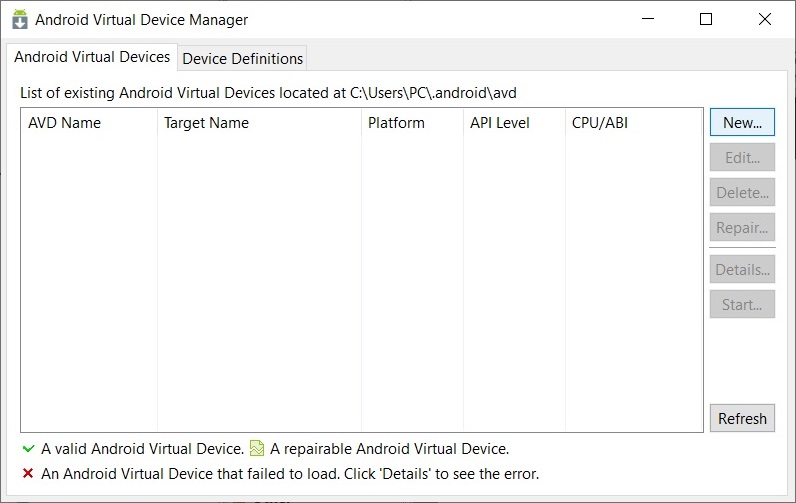 Android Virtual Device Manager
Android Virtual Devices
Device Definitions
List of existing Android Virtual Devices located at C:\Users\PC\.android\avd
AVD Name Target Name Platform API Level CPU/ABI
New...
Edit...
Delete...
Repair...
Details...
Start...
Refresh
A valid Android Virtual Device. A repairable Android Virtual Device.
An Android Virtual Device that failed to load. Click 'Details' to see the error.